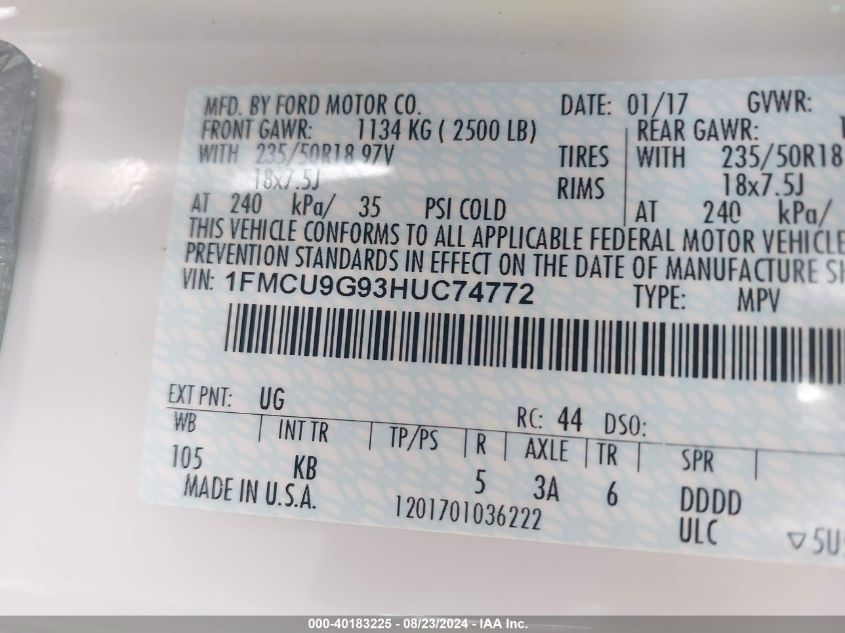 MFD. BY FORD MOTOR CO. DATE: 01/17 GVWR:
FRONT GAWR: 1134 KG ( 2500 LB) REAR GAWR:
WITH 235/50R18 97V TIRES WITH 235/50R18
18x7.5J RIMS 18x7.5J
AT 240 kPa/ 35 PSI COLD AT 240 kPa/
THIS VEHICLE CONFORMS TO ALL APPLICABLE FEDERAL MOTOR VEHICLE
PREVENTION STANDARDS IN EFFECT ON THE DATE OF MANUFACTURE
VIN: 1FMCU9G93HUC74772 TYPE: MPV
EXT PNT: UG RC: 44 DSO:
WB INT TR TP/PS R AXLE TR SPR
105 KB 5 3A 6 DDDD
MADE IN U.S.A. 1201701036222 ULC
000-40183225 - 08/23/2024 - IAA Inc.